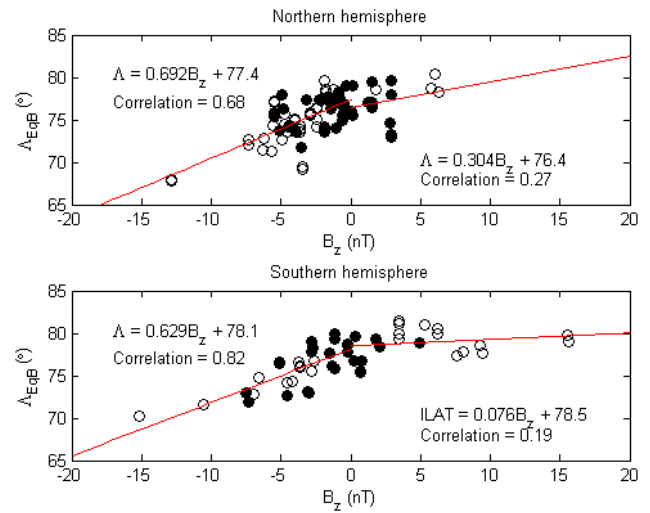 Northern hemisphere
85
80
75
70
65
Λ = 0.692B_z + 77.4
Correlation = 0.68
Λ = 0.304B_z + 76.4
Correlation = 0.27
Λ_EqB (°)
-20 -15 -10 -5 0 5 10 15 20
B_z (nT)
Southern hemisphere
85
80
75
70
65
Λ = 0.629B_z + 78.1
Correlation = 0.82
ILAT = 0.076B_z + 78.5
Correlation = 0.19
Λ_EqB (°)
-20 -15 -10 -5 0 5 10 15 20
B_z (nT)